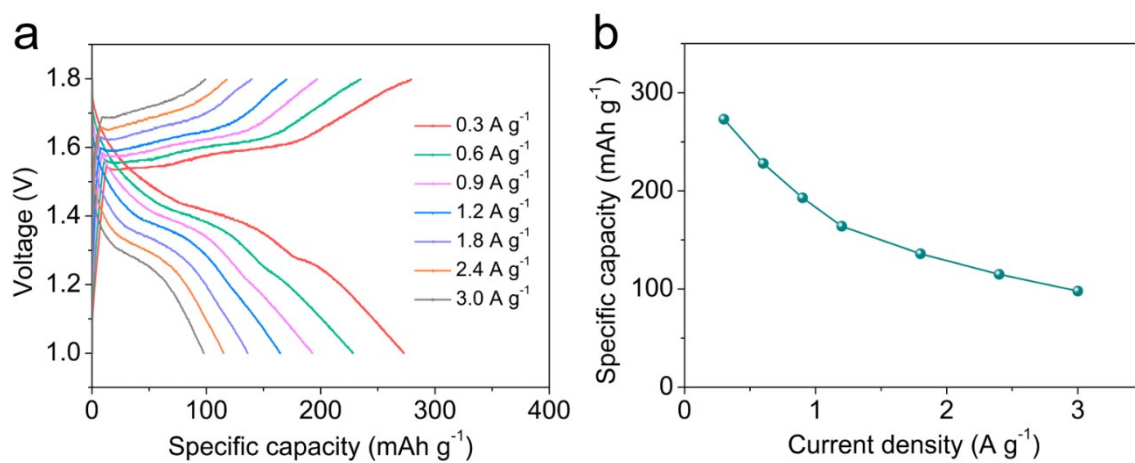 a
Voltage (V)
1.8
1.6
1.4
1.2
1.0
0 100 200 300 400
Specific capacity (mAh g⁻¹)
0.3 A g⁻¹
0.6 A g⁻¹
0.9 A g⁻¹
1.2 A g⁻¹
1.8 A g⁻¹
2.4 A g⁻¹
3.0 A g⁻¹
b
Specific capacity (mAh g⁻¹)
300
200
100
0
0 1 2 3
Current density (A g⁻¹)